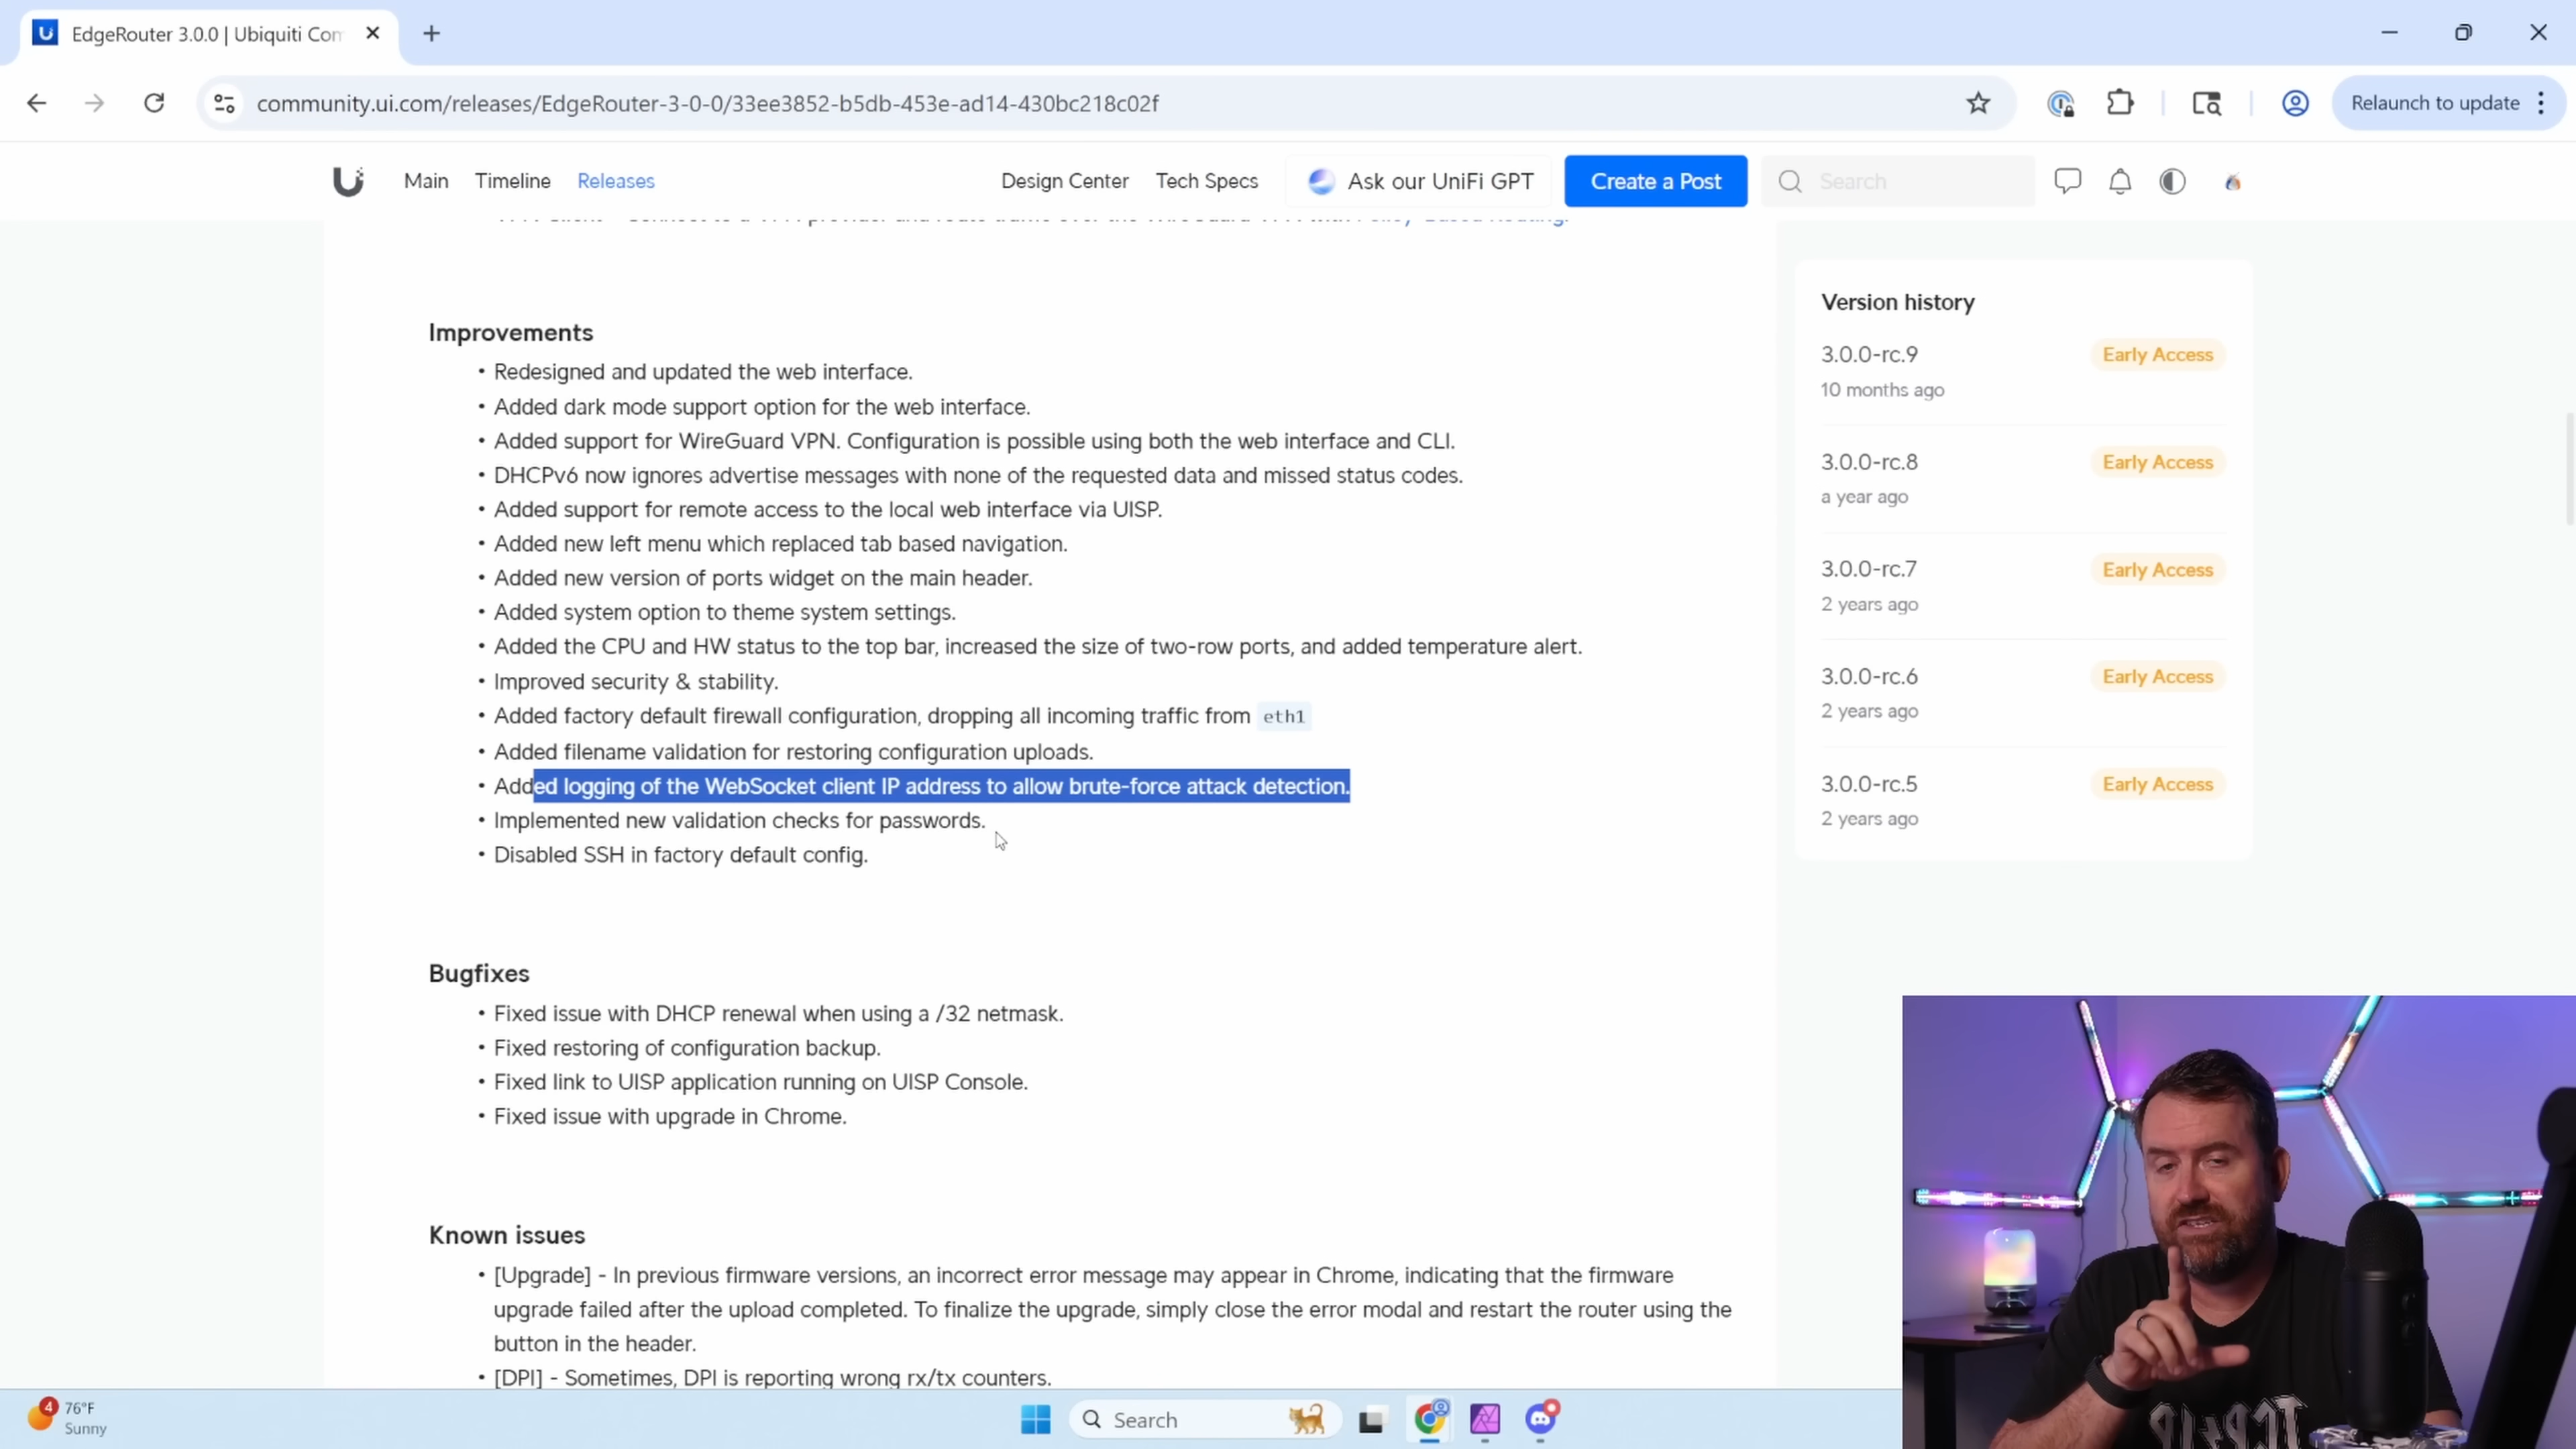 EdgeRouter 3.0.0 | Ubiquiti Com
community.ui.com/releases/EdgeRouter-3-0-0/33ee3852-b5db-453e-ad14-430bc218c02f
Relaunch to update
Main Timeline Releases
Design Center Tech Specs Ask our UniFi GPT Create a Post Search
Improvements
• Redesigned and updated the web interface.
• Added dark mode support option for the web interface.
• Added support for WireGuard VPN. Configuration is possible using both the web interface and CLI.
• DHCPv6 now ignores advertise messages with none of the requested data and missed status codes.
• Added support for remote access to the local web interface via UISP.
• Added new left menu which replaced tab based navigation.
• Added new version of ports widget on the main header.
• Added system option to theme system settings.
• Added the CPU and HW status to the top bar, increased the size of two-row ports, and added temperature alert.
• Improved security & stability.
• Added factory default firewall configuration, dropping all incoming traffic from eth1
• Added filename validation for restoring configuration uploads.
• Added logging of the WebSocket client IP address to allow brute-force attack detection.
• Implemented new validation checks for passwords.
• Disabled SSH in factory default config.
Bugfixes
• Fixed issue with DHCP renewal when using a /32 netmask.
• Fixed restoring of configuration backup.
• Fixed link to UISP application running on UISP Console.
• Fixed issue with upgrade in Chrome.
Known issues
• [Upgrade] - In previous firmware versions, an incorrect error message may appear in Chrome, indicating that the firmware
upgrade failed after the upload completed. To finalize the upgrade, simply close the error modal and restart the router using the
button in the header.
• [DPI] - Sometimes, DPI is reporting wrong rx/tx counters.
Version history
3.0.0-rc.9 Early Access
10 months ago
3.0.0-rc.8 Early Access
a year ago
3.0.0-rc.7 Early Access
2 years ago
3.0.0-rc.6 Early Access
2 years ago
3.0.0-rc.5 Early Access
2 years ago
4
76°F
Sunny
Search